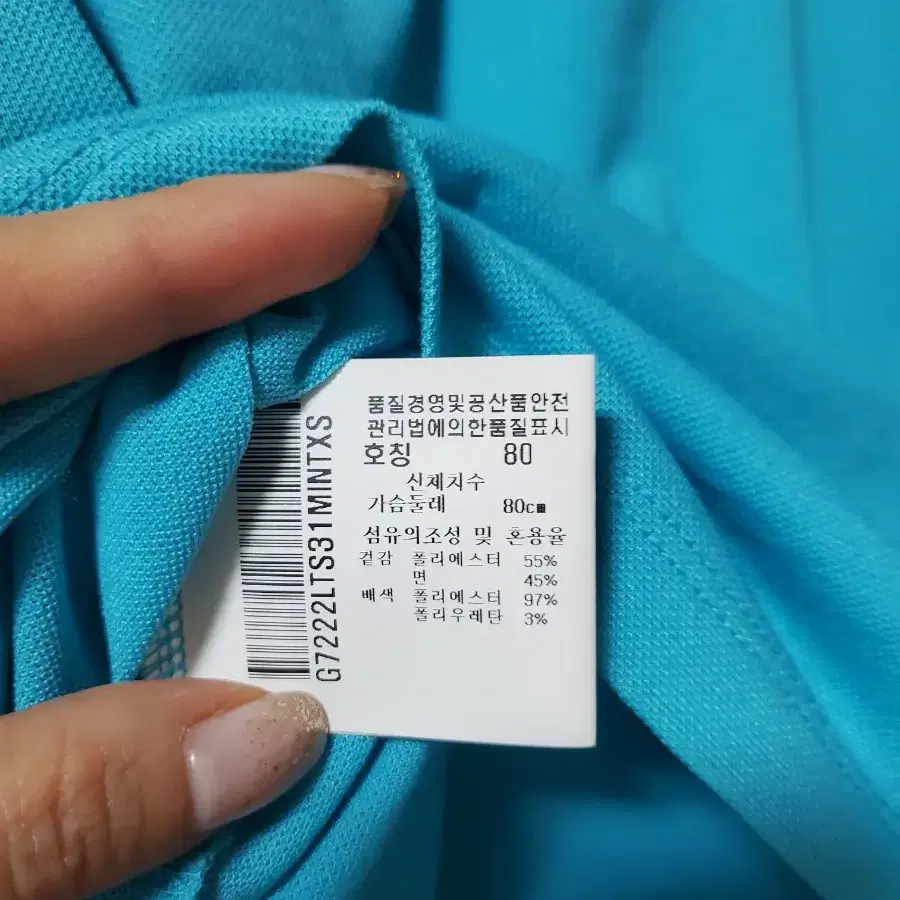 품질경영및공산품안전
관리법에의한품질표시
호칭 80
신체치수
가슴둘레 80cm
섬유의조성 및 혼용율
겉감 폴리에스터 55%
면 45%
배색 폴리에스터 97%
폴리우레탄 3%
G7222LTS31MINTXS